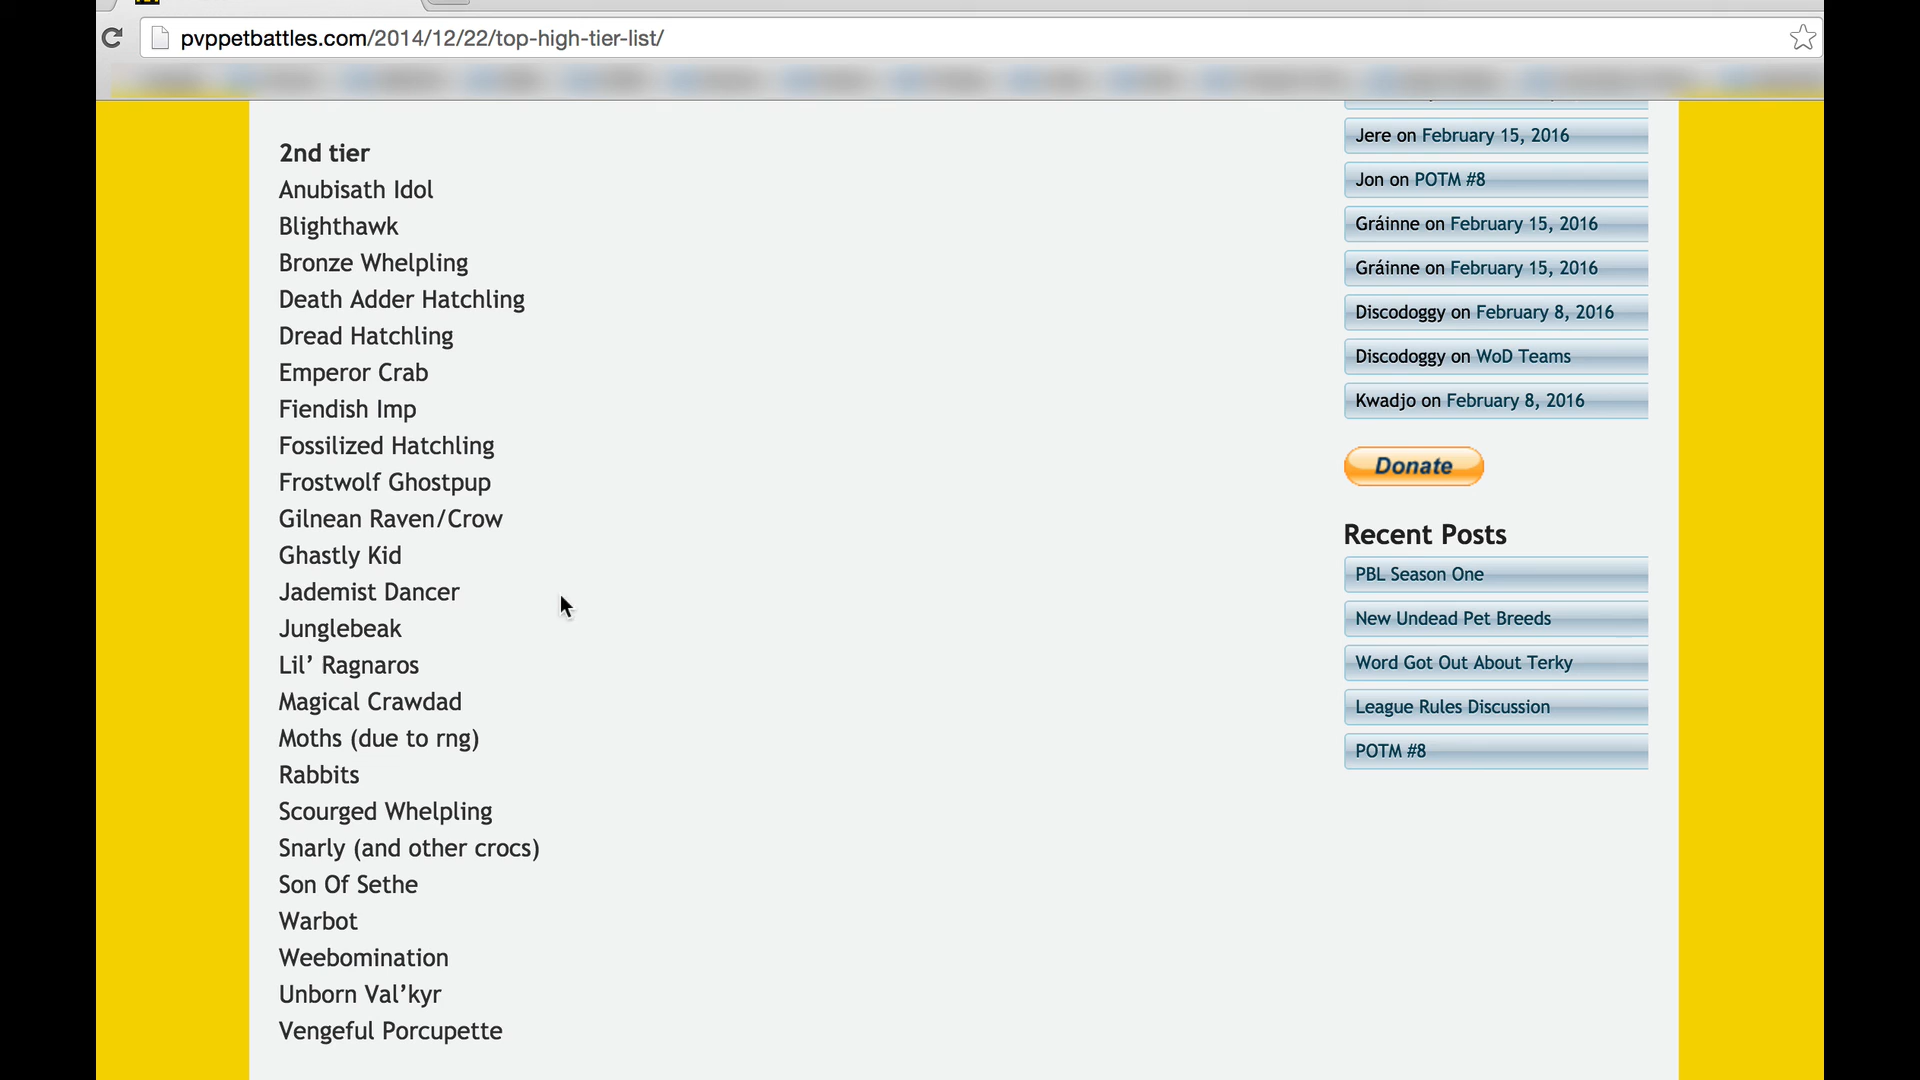 pvppetbattles.com/2014/12/22/top-high-tier-list/
2nd tier
Anubisath Idol
Blighthawk
Bronze Whelpling
Death Adder Hatchling
Dread Hatchling
Emperor Crab
Fiendish Imp
Fossilized Hatchling
Frostwolf Ghostpup
Gilnean Raven/Crow
Ghastly Kid
Jademist Dancer
Junglebeak
Lil’ Ragnaros
Magical Crawdad
Moths (due to rng)
Rabbits
Scourged Whelpling
Snarly (and other crocs)
Son Of Sethe
Warbot
Weebomination
Unborn Val’kyr
Vengeful Porcupette
Jere on February 15, 2016
Jon on POTM #8
Gráinne on February 15, 2016
Gráinne on February 15, 2016
Discodoggy on February 8, 2016
Discodoggy on WoD Teams
Kwadjo on February 8, 2016
Donate
Recent Posts
PBL Season One
New Undead Pet Breeds
Word Got Out About Terky
League Rules Discussion
POTM #8